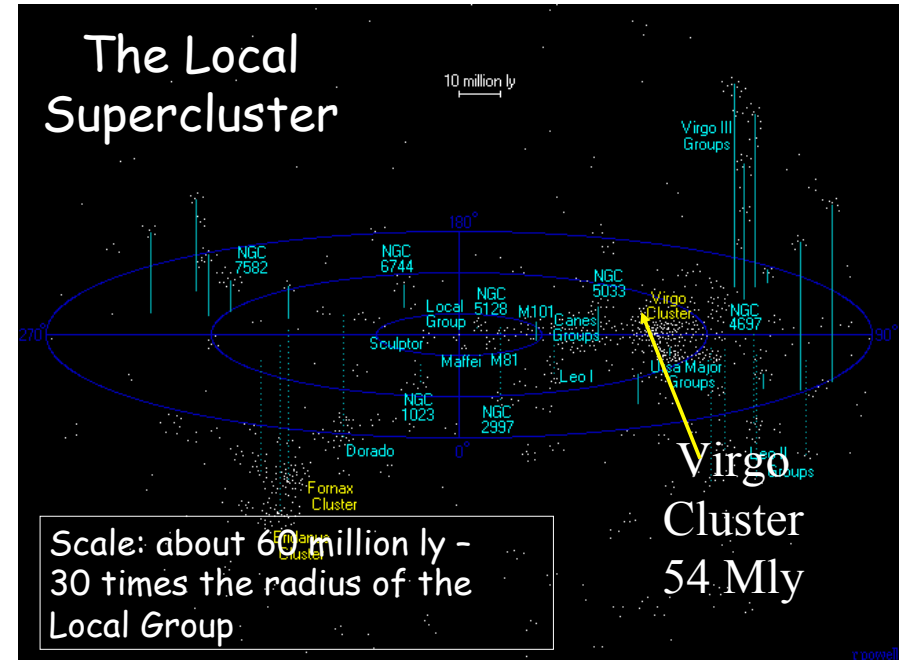 The Local
Supercluster
10 million ly
Virgo III
Groups
180°
NGC
7582
NGC
6744
NGC
5033
Virgo
Cluster
Local
Group
NGC
5128
M101
Canes
Groups
NGC
4697
270°
90°
Sculptor
Maffei
M81
Leo I
Ursa Major
Groups
NGC
1023
NGC
2997
Dorado
0°
Leo II
Groups
Virgo
Cluster
54 Mly
Fornax
Cluster
Eridanus
Cluster
Scale: about 60 million ly –
30 times the radius of the
Local Group
r powell